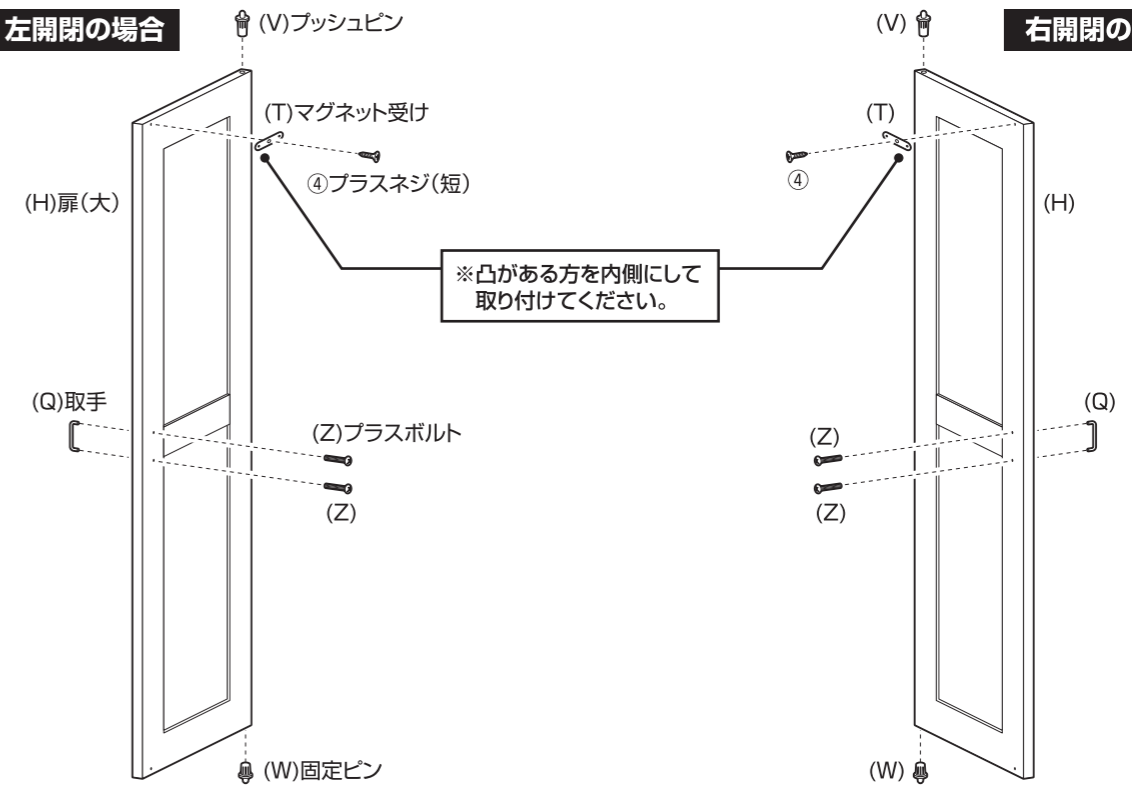 左開閉の場合
(V)プッシュピン
(T)マグネット受け
④プラスネジ(短)
(H)扉(大)
※凸がある方を内側にして
取り付けてください。
(Q)取手
(Z)プラスボルト
(Z)
(W)固定ピン
右開閉の
(V)
(T)
④
(H)
(Q)
(Z)
(Z)
(W)